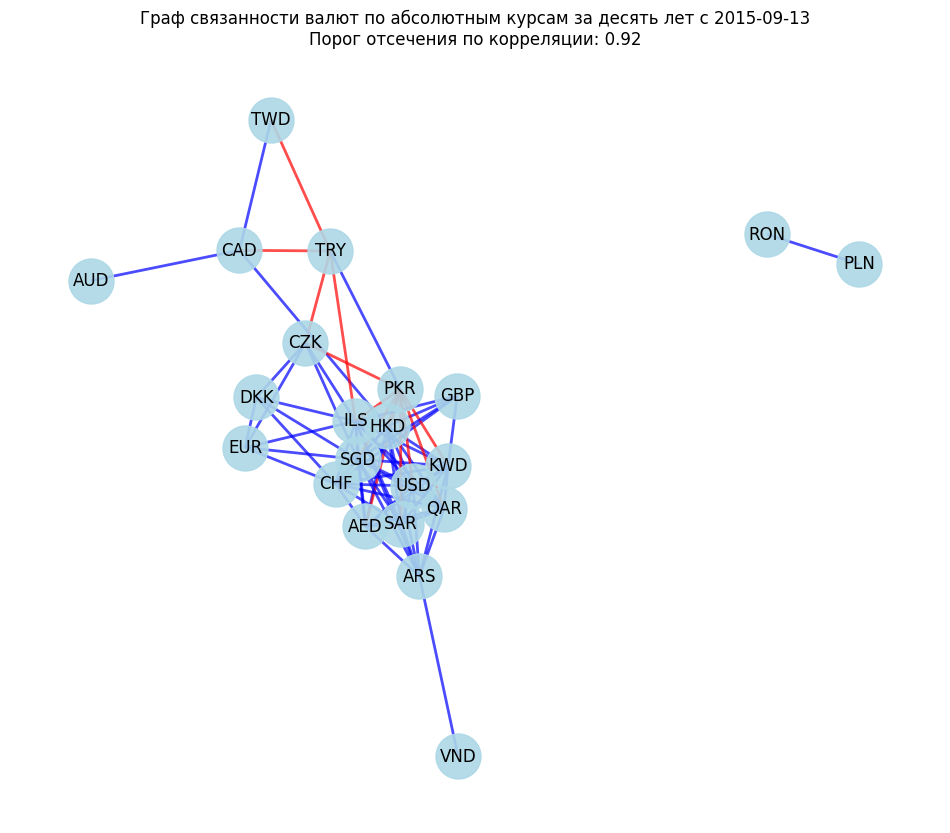 Граф связанности валют по абсолютным курсам за десять лет с 2015-09-13
Порог отсечения по корреляции: 0.92
TWD
RON
CAD
TRY
PLN
AUD
CZK
PKR
DKK
GBP
ILS
HKD
EUR
SGD
KWD
CHF
USD
QAR
AED
SAR
ARS
VND